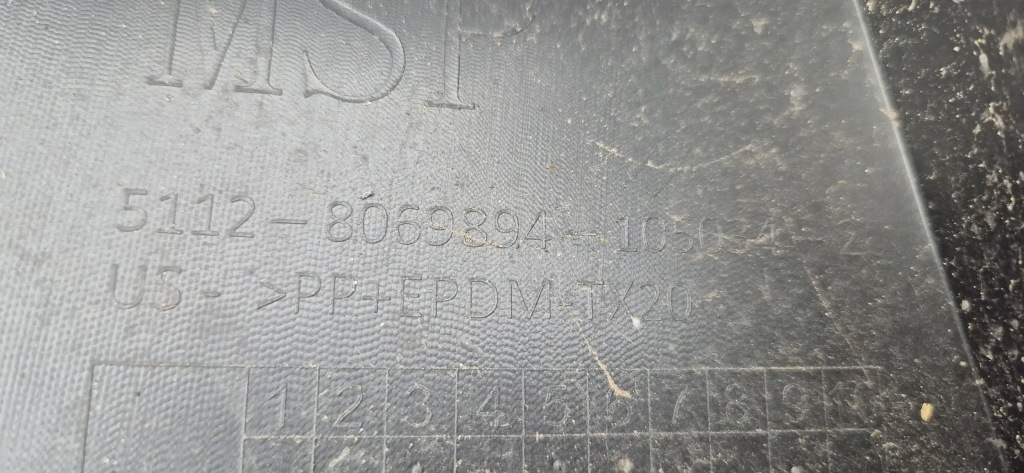 MSP
5112-8069894-
US- >PP+EPDM-TX20
1 2 3 4 5 6 7 8 9